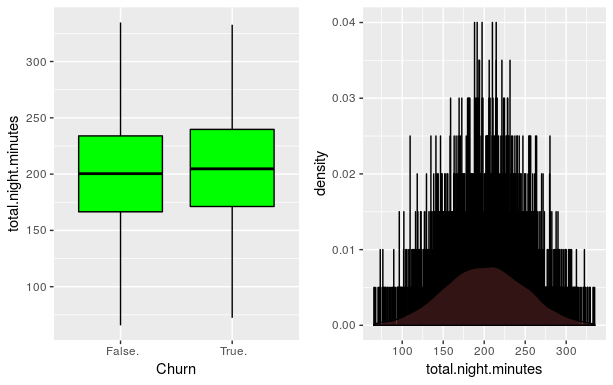 total.night.minutes
300
250
200
150
100
False.
True.
Churn
density
0.04
0.03
0.02
0.01
0.00
100 150 200 250 300
total.night.minutes